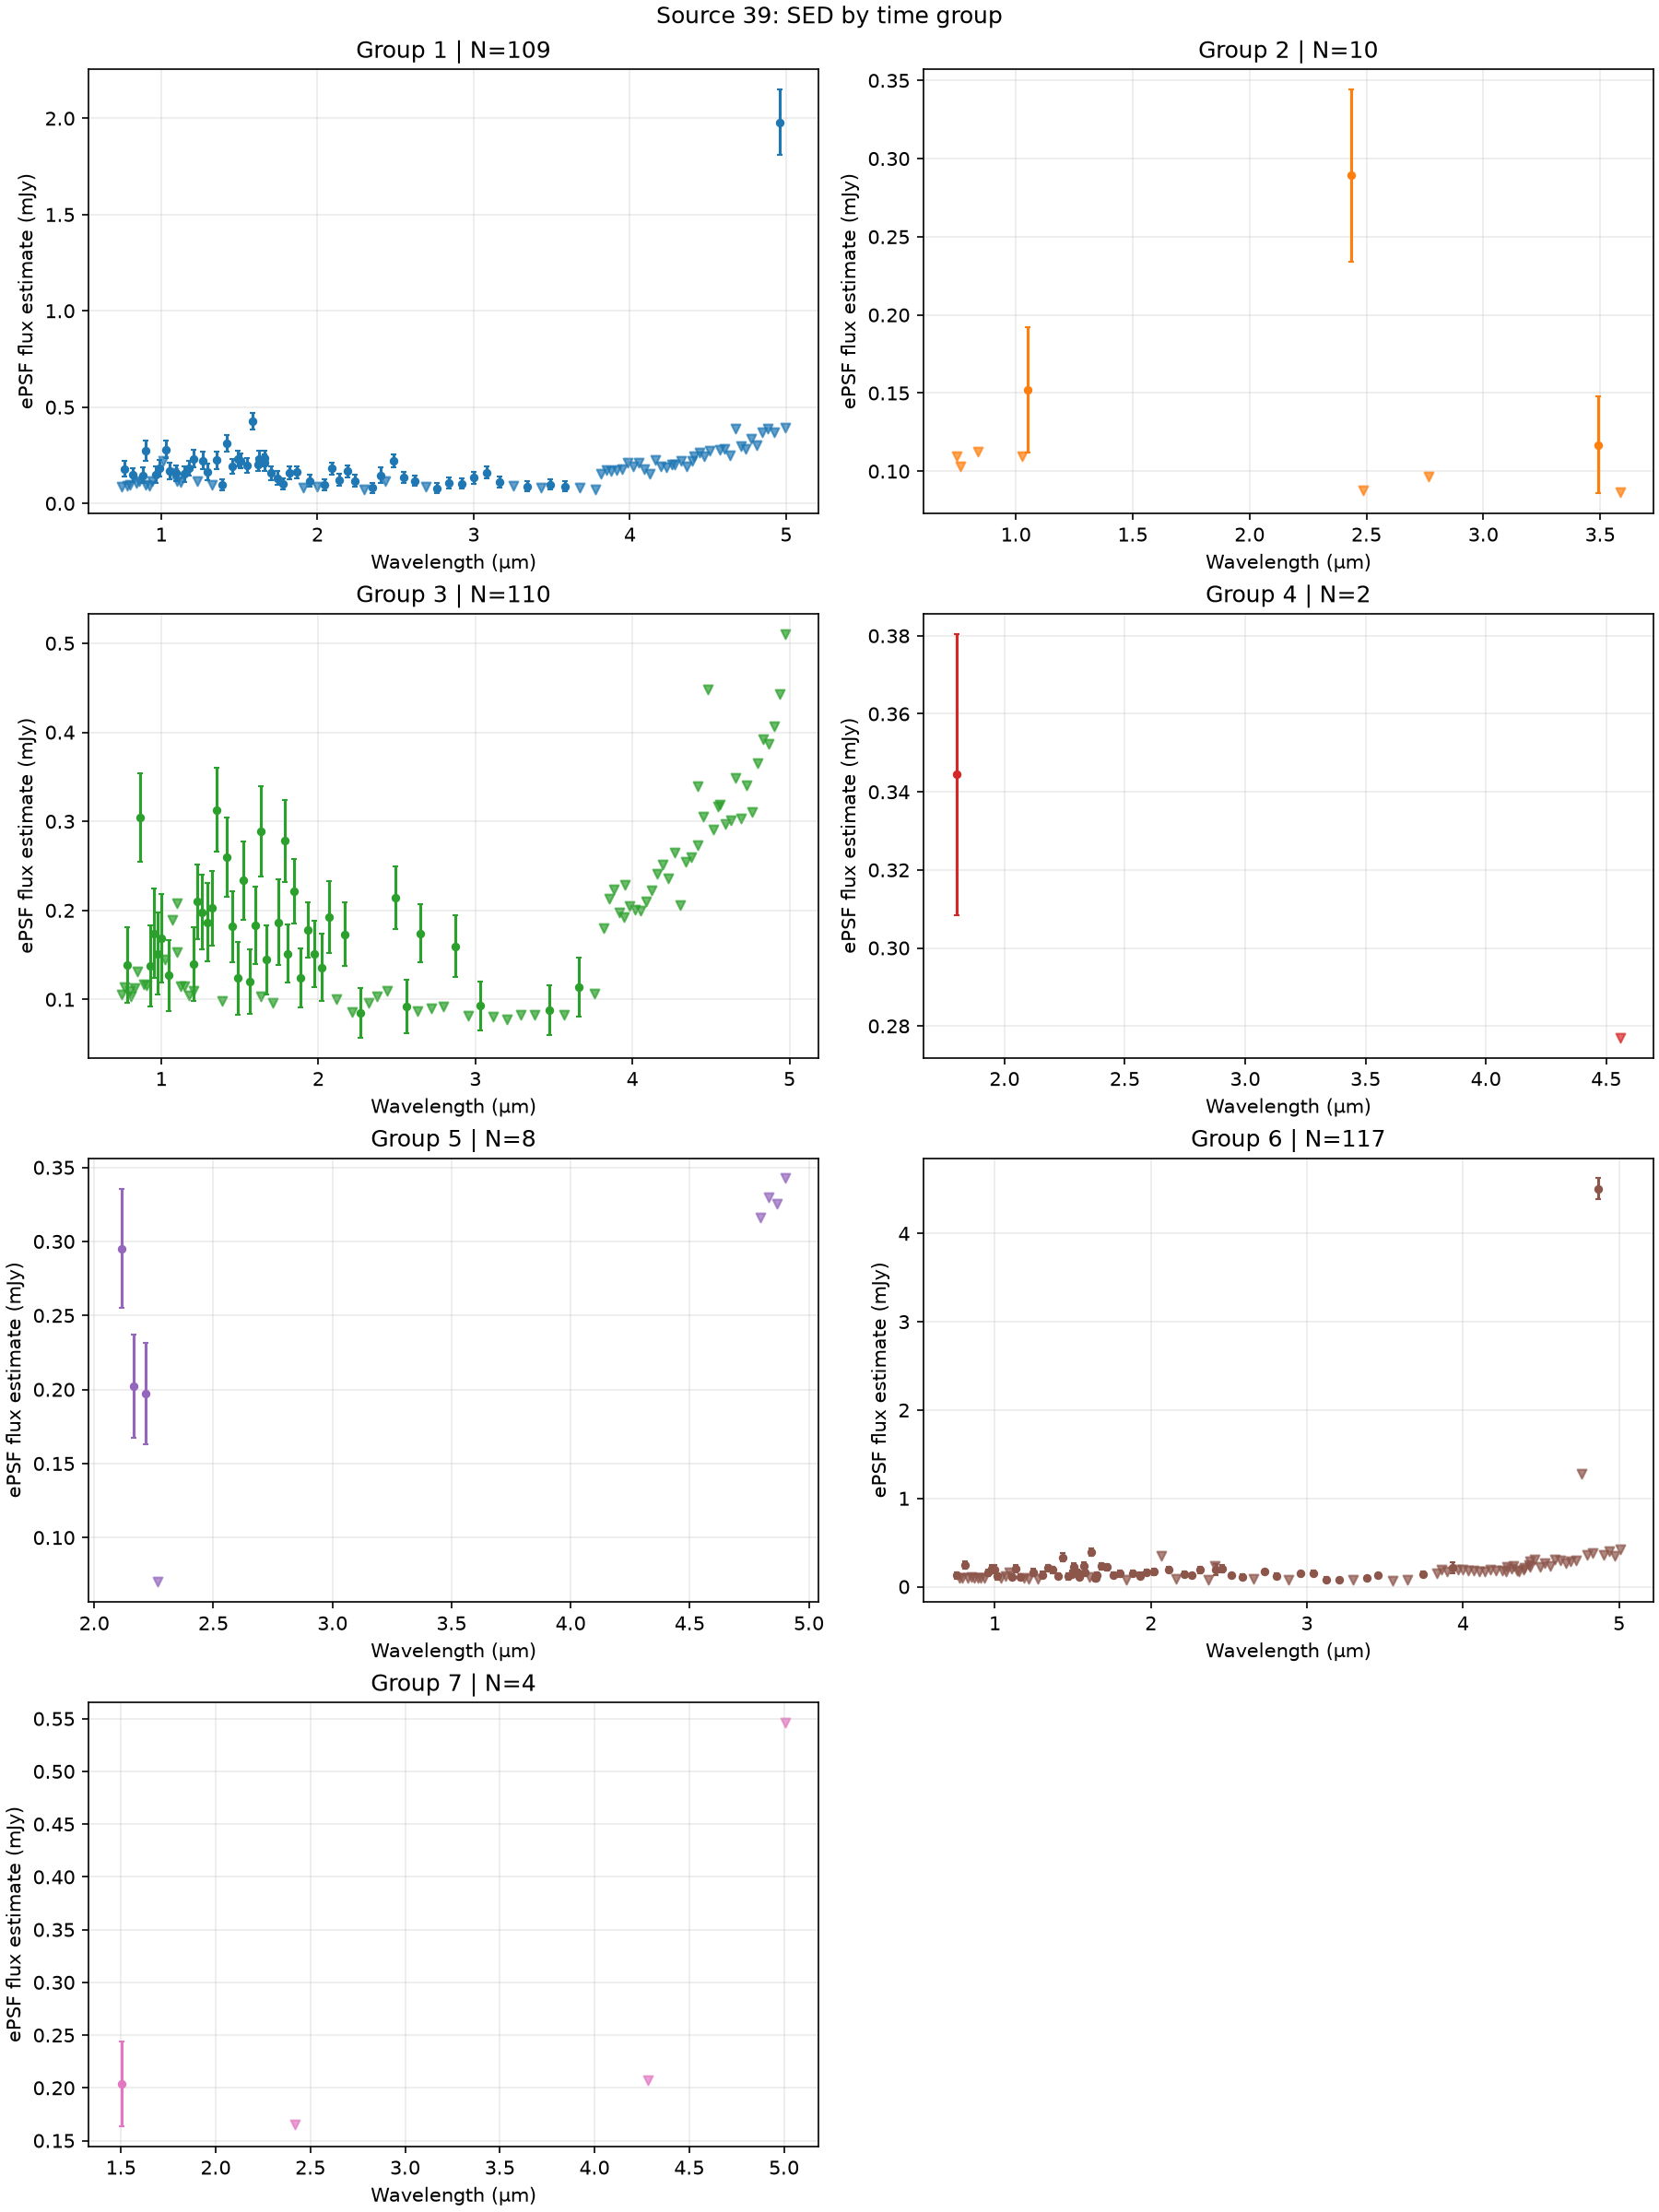 Source 39: SED by time group
Group 1 | N=109
ePSF flux estimate (mJy)
2.0
1.5
1.0
0.5
0.0
1 2 3 4 5
Wavelength (µm)
Group 2 | N=10
ePSF flux estimate (mJy)
0.35
0.30
0.25
0.20
0.15
0.10
1.0 1.5 2.0 2.5 3.0 3.5
Wavelength (µm)
Group 3 | N=110
ePSF flux estimate (mJy)
0.5
0.4
0.3
0.2
0.1
1 2 3 4 5
Wavelength (µm)
Group 4 | N=2
ePSF flux estimate (mJy)
0.38
0.36
0.34
0.32
0.30
0.28
2.0 2.5 3.0 3.5 4.0 4.5
Wavelength (µm)
Group 5 | N=8
ePSF flux estimate (mJy)
0.35
0.30
0.25
0.20
0.15
0.10
2.0 2.5 3.0 3.5 4.0 4.5 5.0
Wavelength (µm)
Group 6 | N=117
ePSF flux estimate (mJy)
4
3
2
1
0
1 2 3 4 5
Wavelength (µm)
Group 7 | N=4
ePSF flux estimate (mJy)
0.55
0.50
0.45
0.40
0.35
0.30
0.25
0.20
0.15
1.5 2.0 2.5 3.0 3.5 4.0 4.5 5.0
Wavelength (µm)